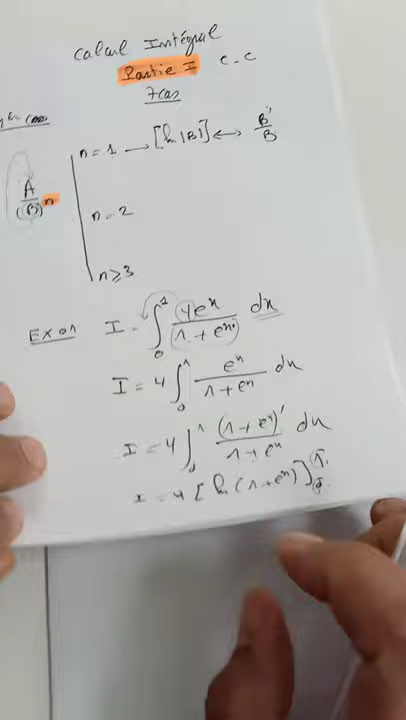 Calcul Intégral
Partie I C-C
7cas
cas
n = 1 → [ln |B|] ↔ B'/B
A/(B)^n
n = 2
n ≥ 3
Ex 01 I = ∫₀¹ 4eˣ/(1 + eˣ) dx
I = 4 ∫₀¹ eˣ/(1 + eˣ) dx
I = 4 ∫₀¹ (1 + eˣ)'/(1 + eˣ) dx
I = 4 [ln (1 + eˣ)]₀¹